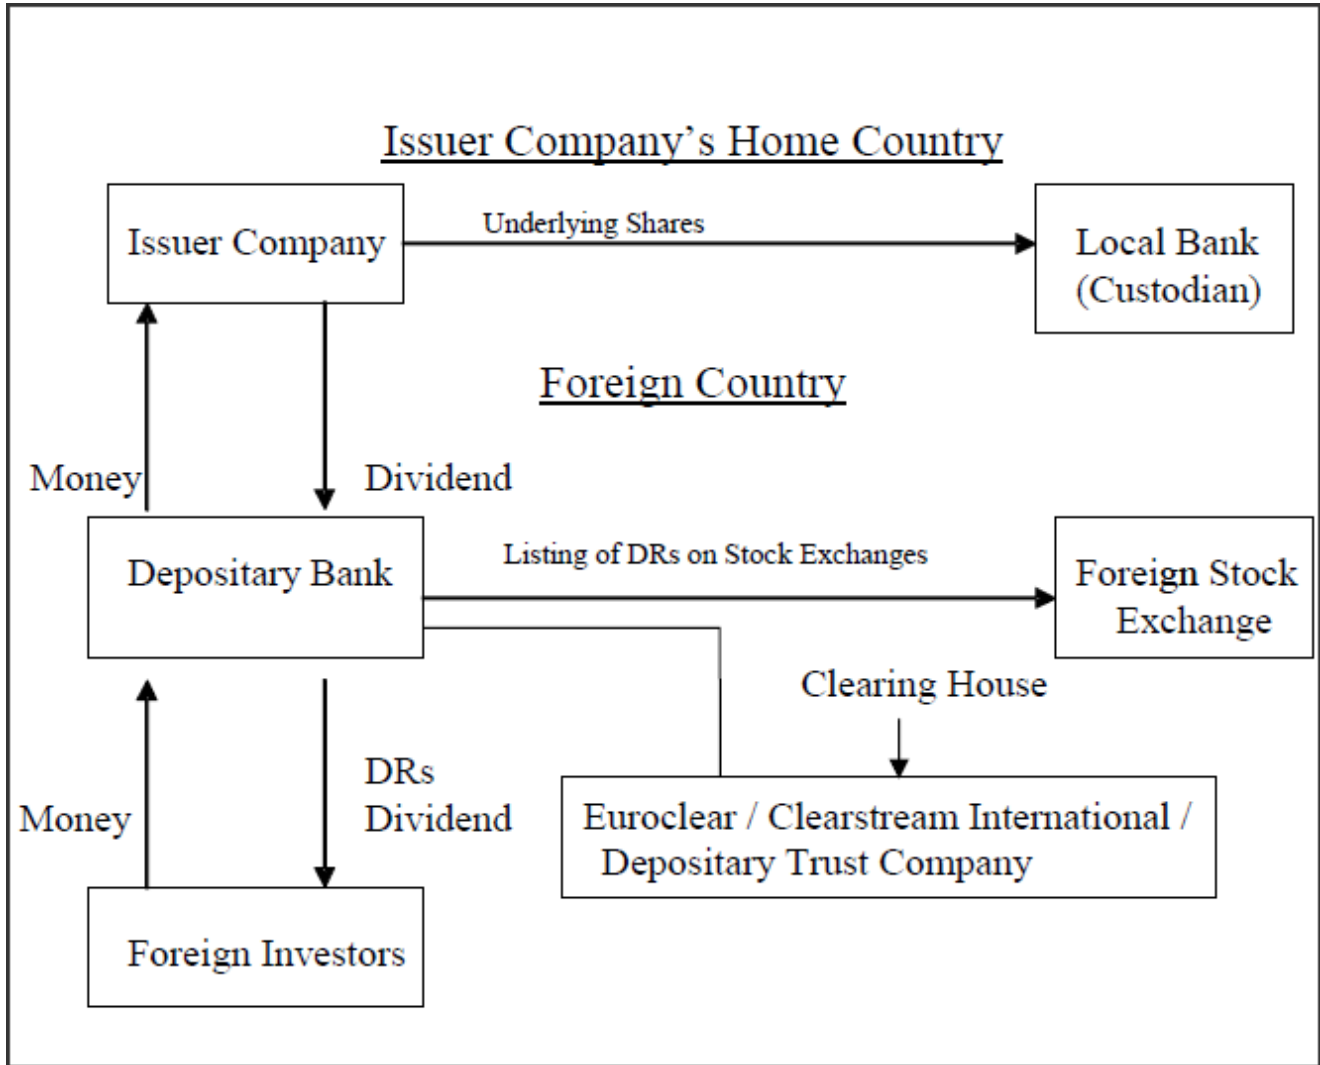 Issuer Company’s Home Country
Issuer Company
Underlying Shares
Local Bank
(Custodian)
Foreign Country
Money
Dividend
Depositary Bank
Listing of DRs on Stock Exchanges
Foreign Stock
Exchange
Clearing House
Money
DRs
Dividend
Euroclear / Clearstream International /
Depositary Trust Company
Foreign Investors